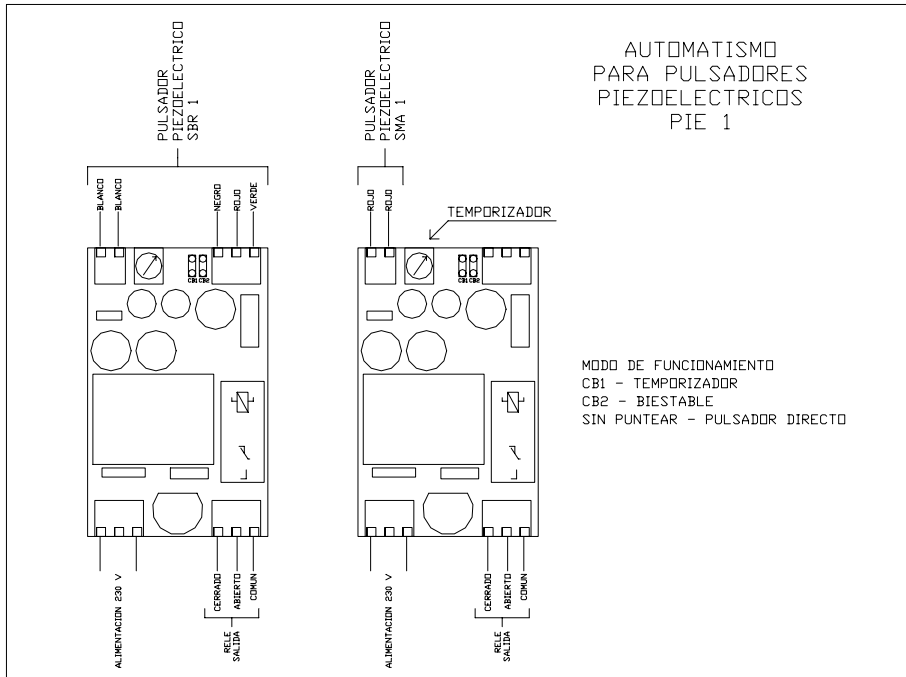 AUTOMATISMO
PARA PULSADORES
PIEZOELECTRICOS
PIE 1
PULSADOR
PIEZOELECTRICO
SBR 1
BLANCO
BLANCO
NEGRO
ROJO
VERDE
CB1 CB2
ALIMENTACION 230 V
CERRADO
ABIERTO
COMUN
RELE
SALIDA
PULSADOR
PIEZOELECTRICO
SMA 1
ROJO
ROJO
TEMPORIZADOR
CB1 CB2
ALIMENTACION 230 V
CERRADO
ABIERTO
COMUN
RELE
SALIDA
MODO DE FUNCIONAMIENTO
CB1 - TEMPORIZADOR
CB2 - BIESTABLE
SIN PUNTEAR - PULSADOR DIRECTO